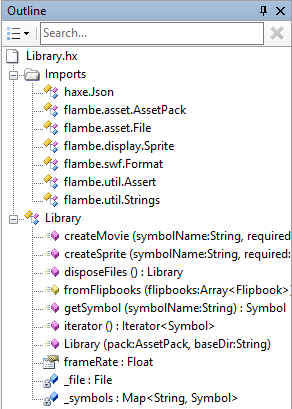 Outline
Search...
Library.hx
Imports
haxe.Json
flambe.asset.AssetPack
flambe.asset.File
flambe.display.Sprite
flambe.swf.Format
flambe.util.Assert
flambe.util.Strings
Library
createMovie (symbolName:String, required
createSprite (symbolName:String, required:
disposeFiles () : Library
fromFlipbooks (flipbooks:Array<Flipbook>)
getSymbol (symbolName:String) : Symbol
iterator () : Iterator<Symbol>
Library (pack:AssetPack, baseDir:String)
frameRate : Float
_file : File
_symbols : Map<String, Symbol>